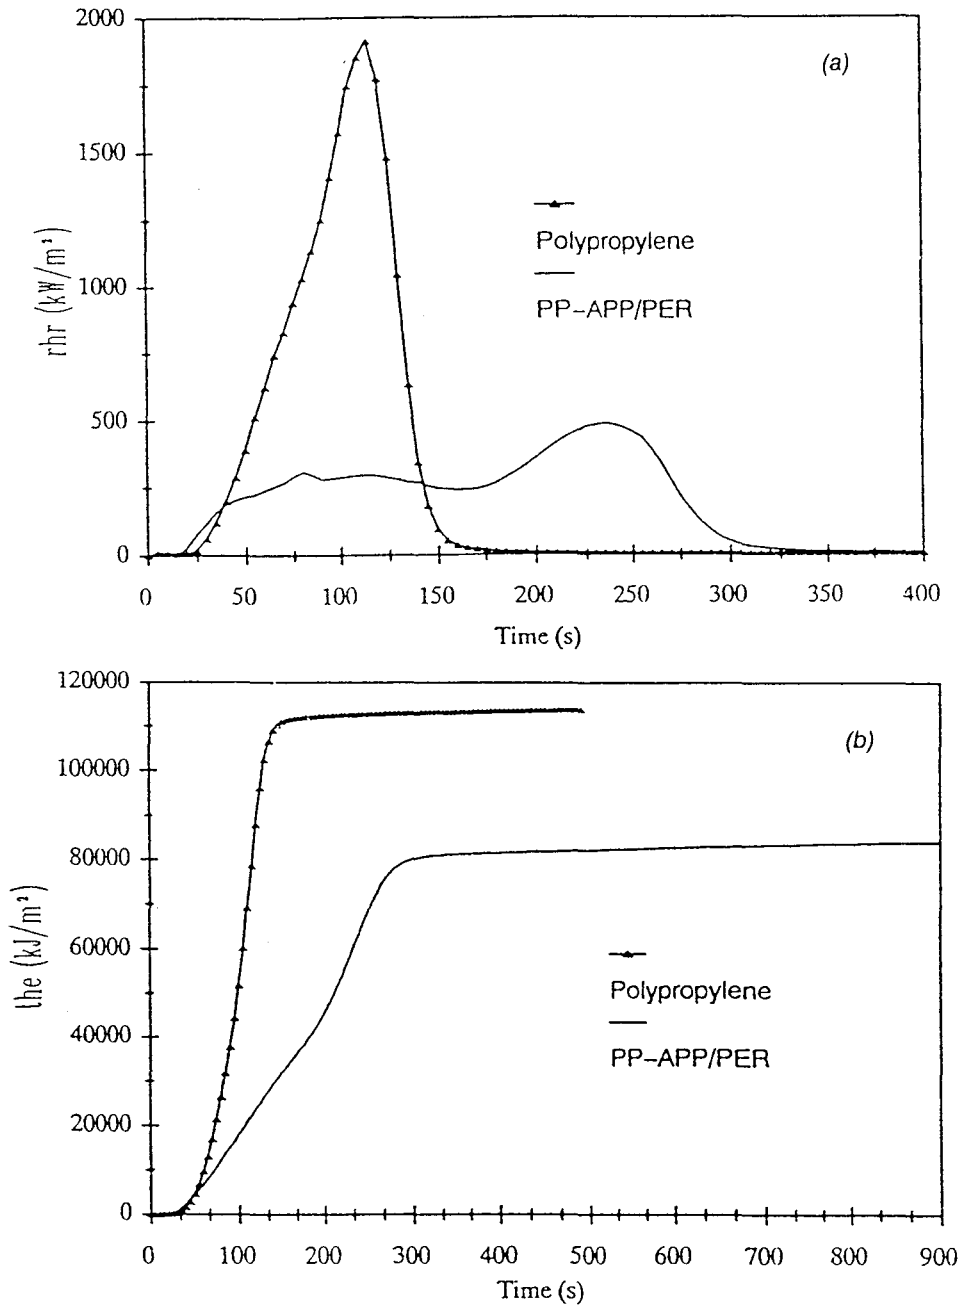 2000
(a)
1500
Polypropylene
1000
PP-APP/PER
rhr (kW/m²)
500
0
0 50 100 150 200 250 300 350 400
Time (s)
120000
(b)
100000
80000
the (kJ/m²)
60000
Polypropylene
40000
PP-APP/PER
20000
0
0 100 200 300 400 500 600 700 800 900
Time (s)